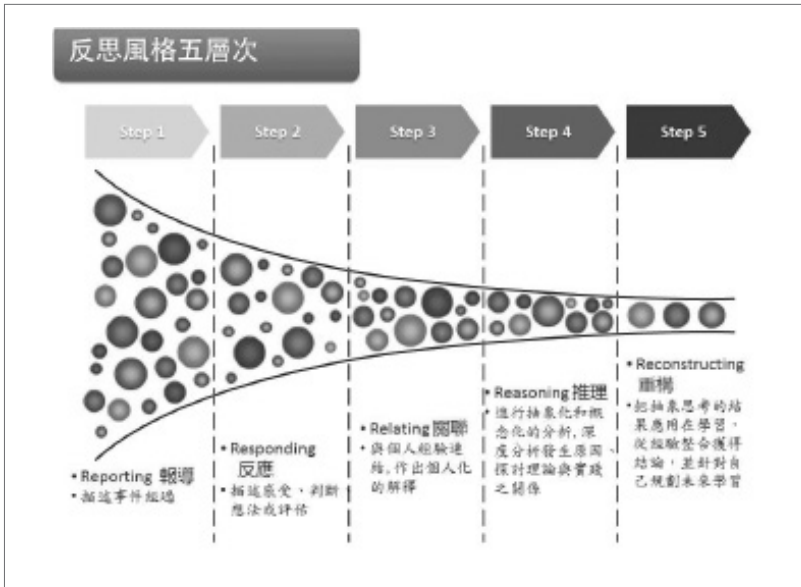 反思風格五層次
Step 1
Step 2
Step 3
Step 4
Step 5
• Reporting 報導
• 描述事件經過
• Responding
反應
• 描述感受、判斷
想法或評估
• Relating 關聯
• 與個人經驗連
結,作出個人化
的解釋
• Reasoning 推理
• 進行抽象化和概
念化的分析,深
度分析發生原因、
探討理論與實踐
之關係
• Reconstructing
重構
• 把抽象思考的結
果應用在學習,
從經驗整合獲得
結論,並針對自
己規劃未來學習